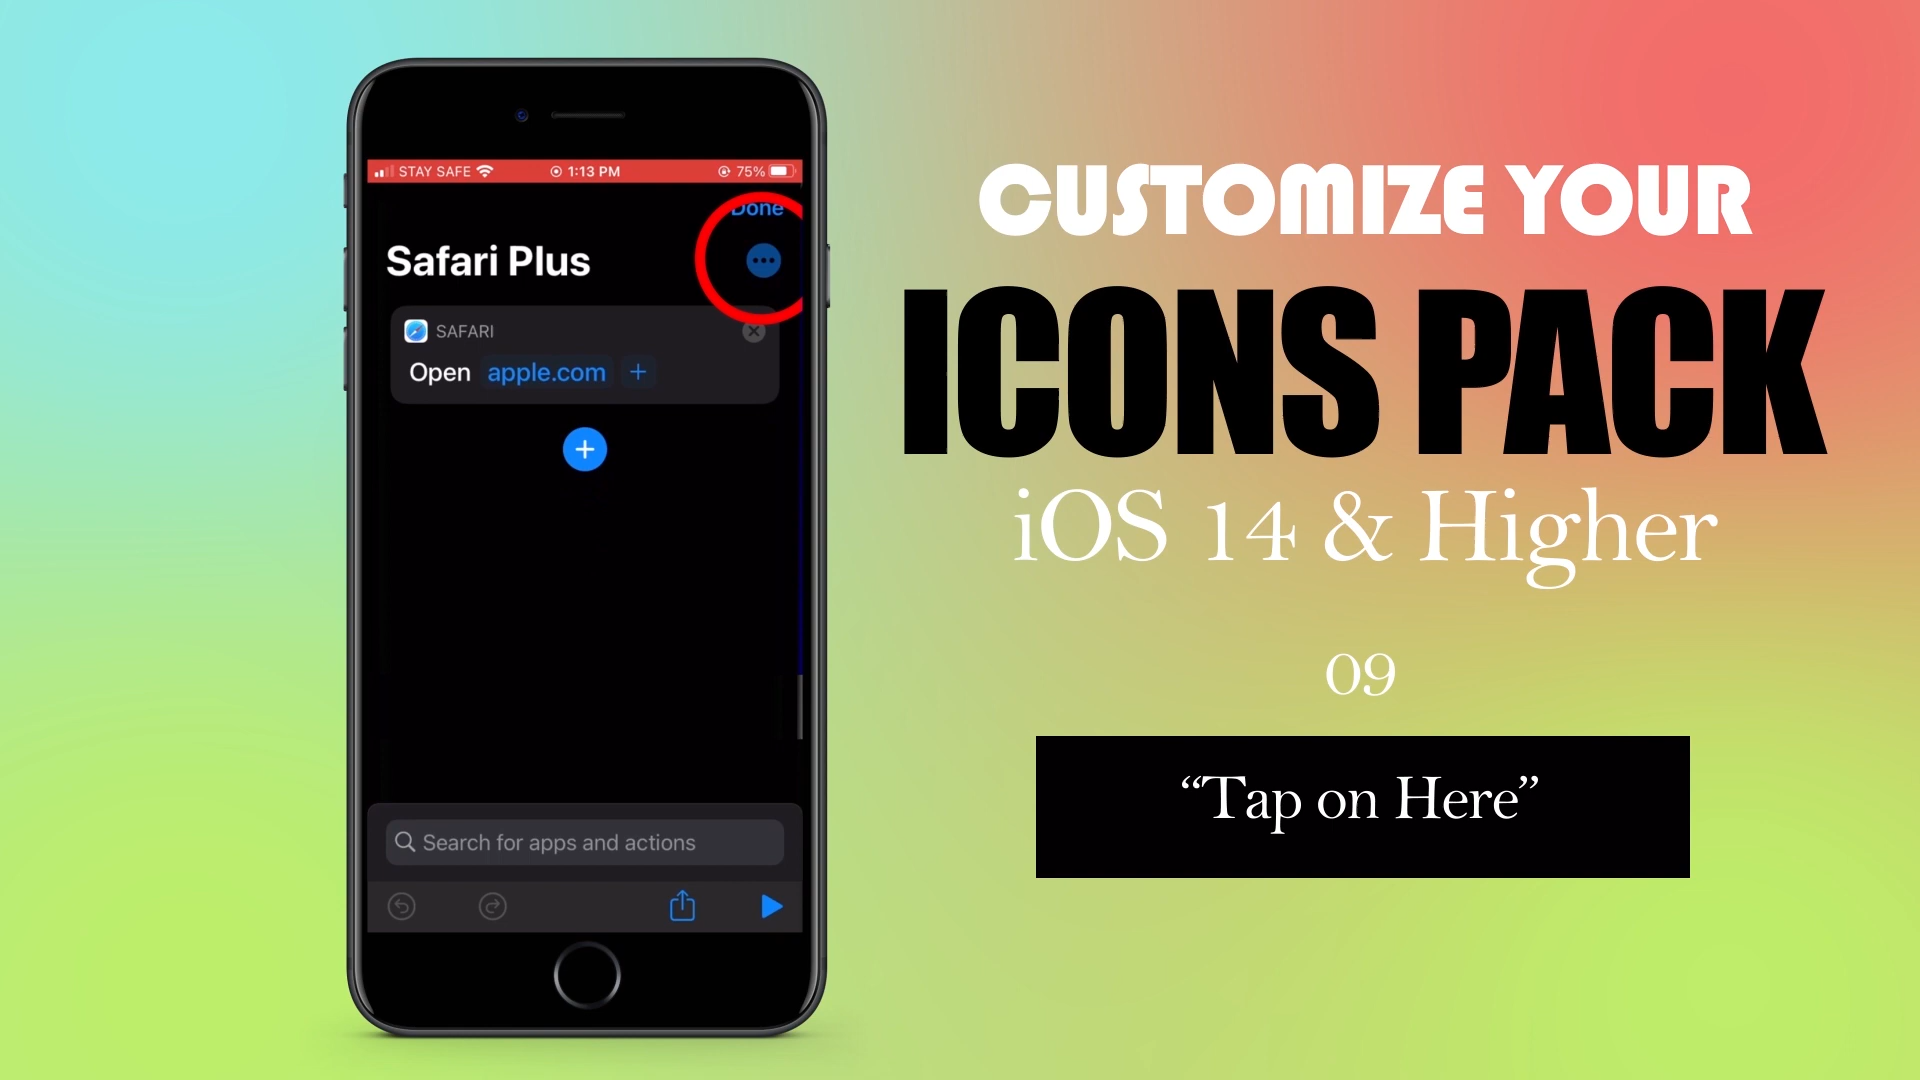 STAY SAFE 1:13 PM 75%
Done
Safari Plus
SAFARI
Open apple.com +
Search for apps and actions
CUSTOMIZE YOUR
ICONS PACK
iOS 14 & Higher
09
“Tap on Here”